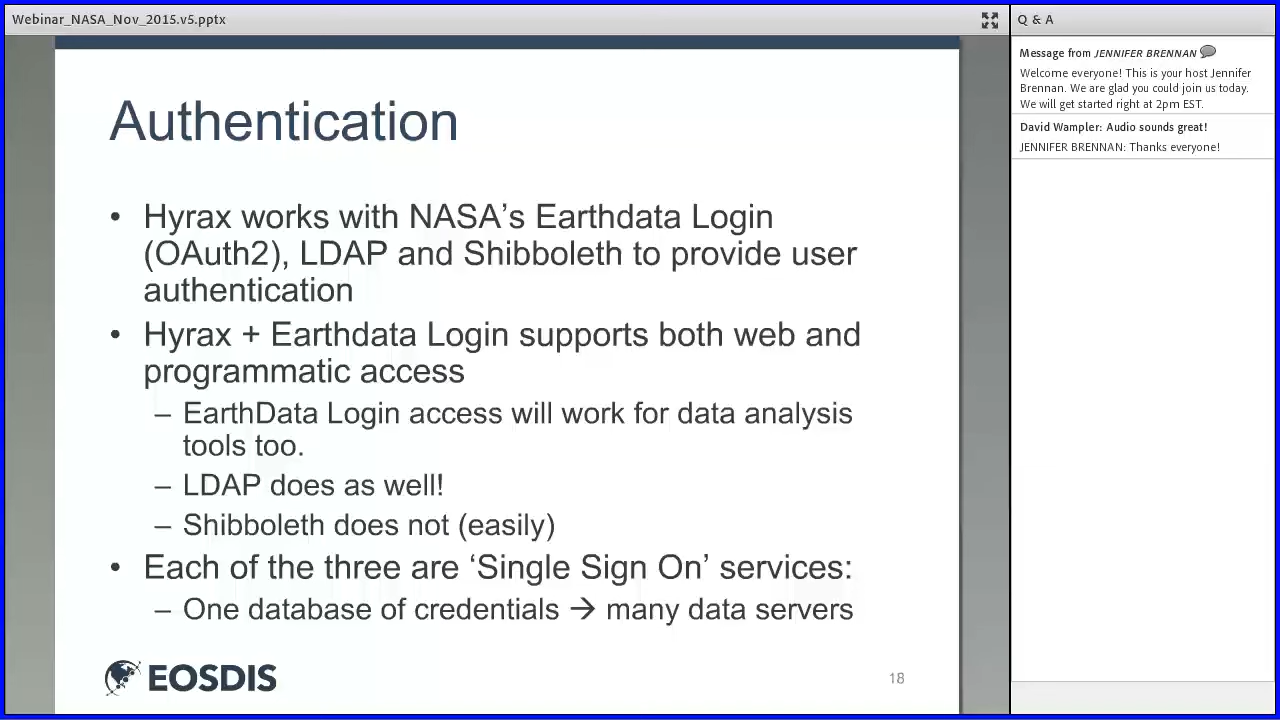 Webinar_NASA_Nov_2015.v5.pptx
Authentication
• Hyrax works with NASA’s Earthdata Login
(OAuth2), LDAP and Shibboleth to provide user
authentication
• Hyrax + Earthdata Login supports both web and
programmatic access
– EarthData Login access will work for data analysis
tools too.
– LDAP does as well!
– Shibboleth does not (easily)
• Each of the three are ‘Single Sign On’ services:
– One database of credentials → many data servers
EOSDIS
18
Q & A
Message from JENNIFER BRENNAN
Welcome everyone! This is your host Jennifer
Brennan. We are glad you could join us today.
We will get started right at 2pm EST.
David Wampler: Audio sounds great!
JENNIFER BRENNAN: Thanks everyone!